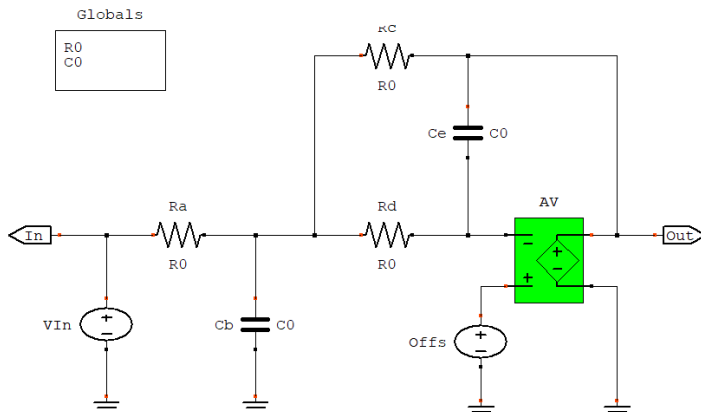 Globals
R0
C0
Rc
R0
Ce C0
Ra
R0
Rd
R0
AV
In
Out
VIn
Cb C0
Offs